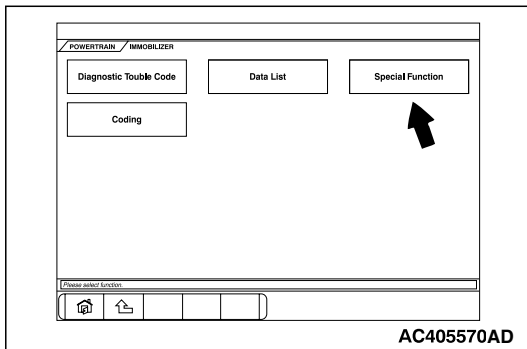 POWERTRAIN IMMOBILIZER
Diagnostic Touble Code Data List Special Function
Coding
Please select function.
AC405570AD